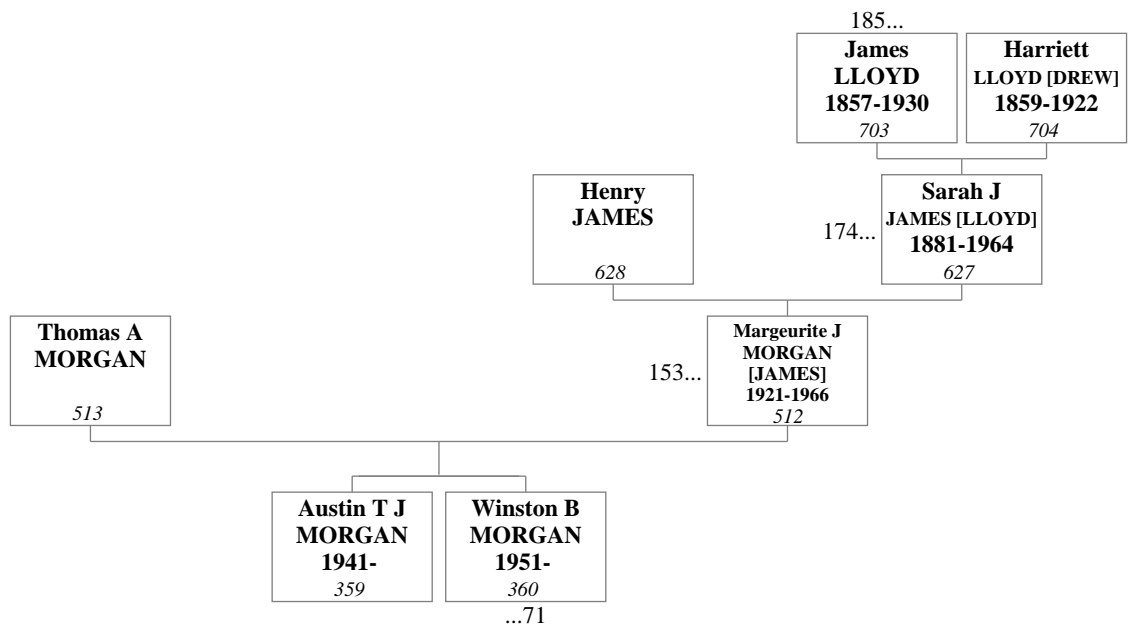 185...
James
LLOYD
1857-1930
703
Harriett
LLOYD [DREW]
1859-1922
704
Henry
JAMES
628
174...
Sarah J
JAMES [LLOYD]
1881-1964
627
Thomas A
MORGAN
513
153...
Margeurite J
MORGAN
[JAMES]
1921-1966
512
Austin T J
MORGAN
1941-
359
Winston B
MORGAN
1951-
360
...71